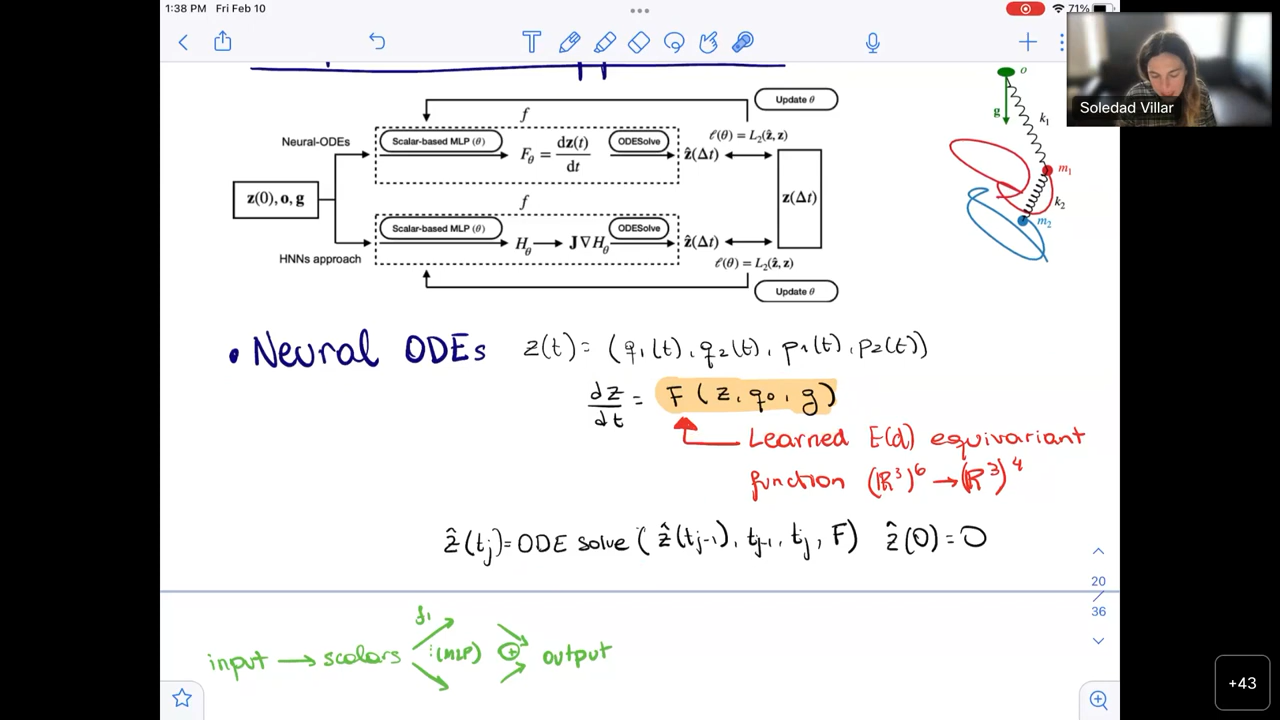 1:38 PM Fri Feb 10
71%
Soledad Villar
Update θ
f
ℓ(θ) = L₂(ẑ, z)
Neural-ODEs
Scalar-based MLP (θ)
F_θ = dz(t)/dt
ODESolve
ẑ(Δt)
z(0), o, g
z(Δt)
f
Scalar-based MLP (θ)
H_θ → J∇H_θ
ODESolve
ẑ(Δt)
HNNs approach
ℓ(θ) = L₂(ẑ, z)
Update θ
o
g
k₁
m₁
k₂
m₂
• Neural ODEs z(t) = (q₁(t), q₂(t), p₁(t), p₂(t))
dz/dt = F(z, q₀, g)
Learned E(d) equivariant
function (ℝ³)⁶ → (ℝ³)⁴
ẑ(tⱼ) = ODE solve (ẑ(tⱼ₋₁), tⱼ₋₁, tⱼ, F) ẑ(0) = 0
20
36
f₁
input → scalars ⋮ (MLP) ⊕ output
+43